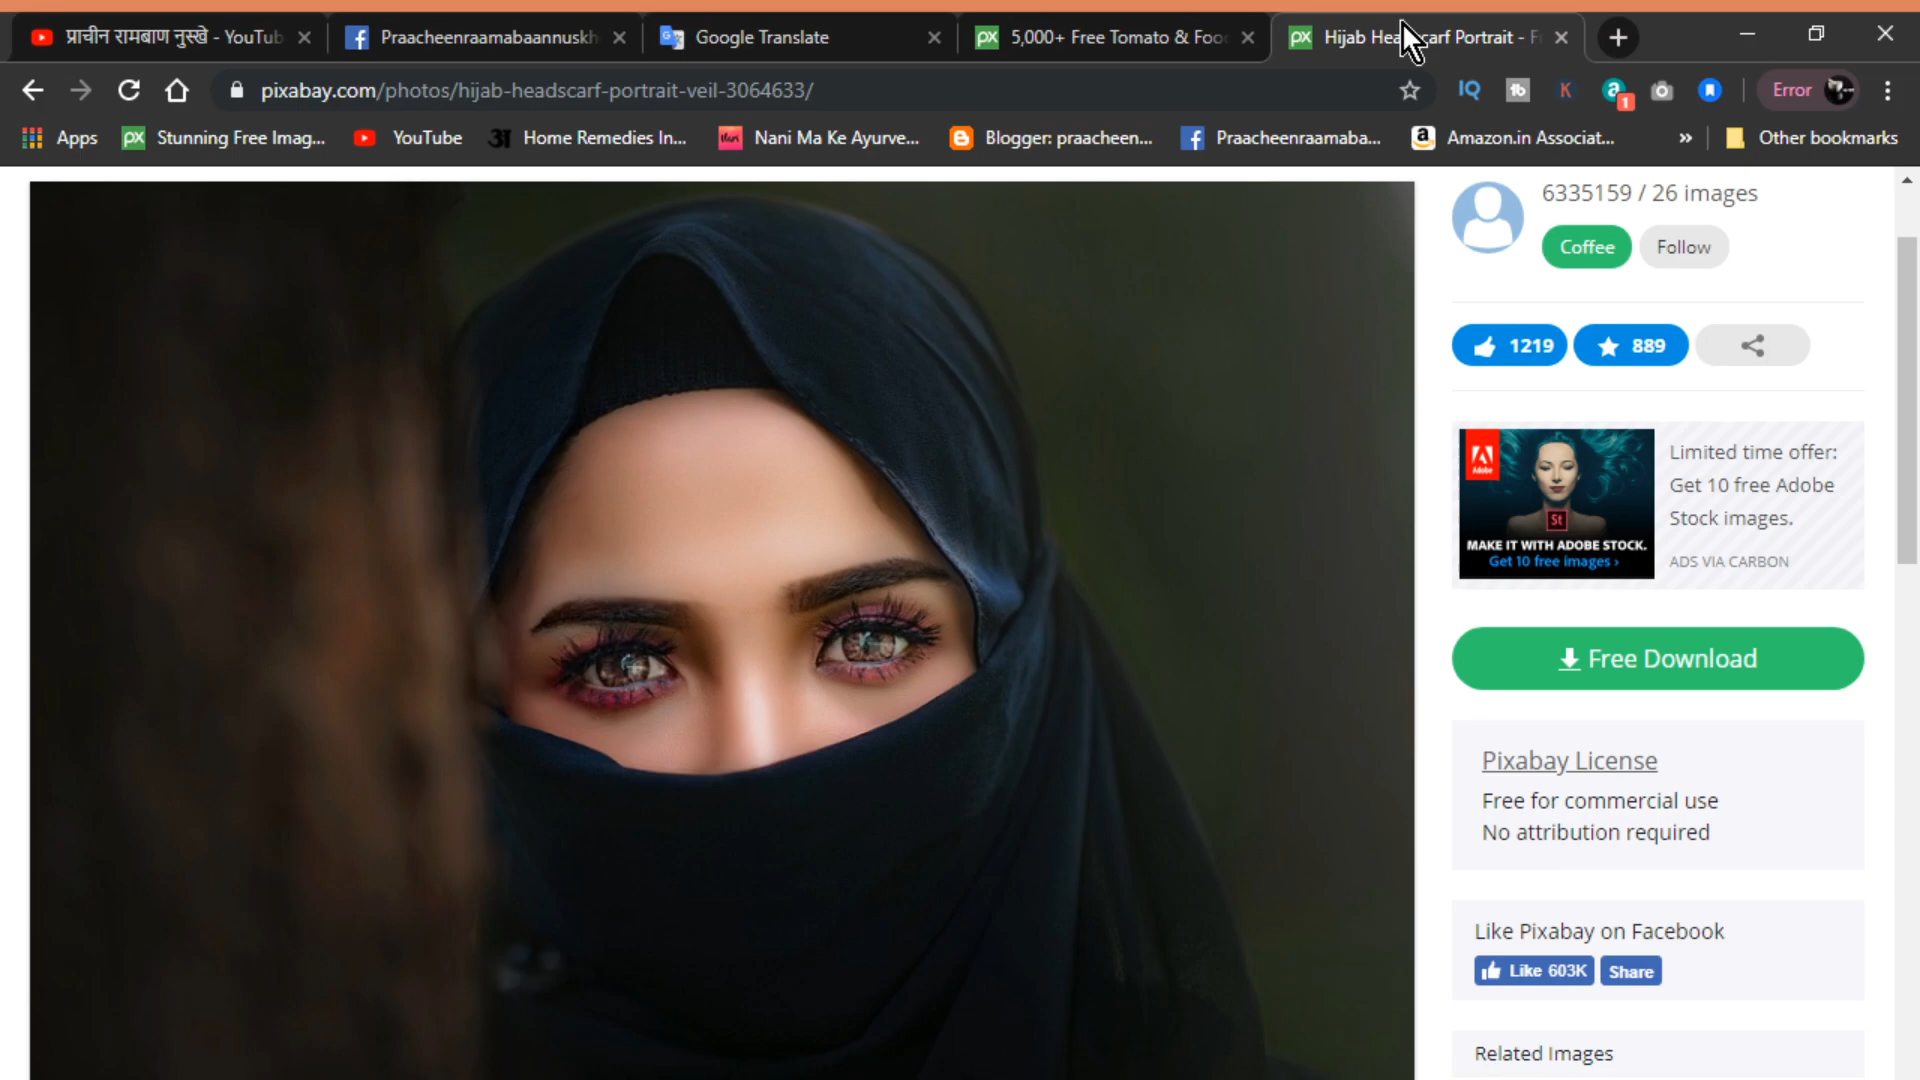 प्राचीन रामबाण नुस्खे - YouTub
Praacheenraamabaannuskh
Google Translate
5,000+ Free Tomato & Foo
Hijab Hea scarf Portrait - F
pixabay.com/photos/hijab-headscarf-portrait-veil-3064633/
IQ
K
1
Error
Apps
Stunning Free Imag...
YouTube
Home Remedies In...
Nani Ma Ke Ayurve...
Blogger: praacheen...
Praacheenraamaba...
Amazon.in Associat...
»
Other bookmarks
6335159 / 26 images
Coffee
Follow
1219
889
Adobe
St
MAKE IT WITH ADOBE STOCK.
Get 10 free images ›
Limited time offer:
Get 10 free Adobe
Stock images.
ADS VIA CARBON
Free Download
Pixabay License
Free for commercial use
No attribution required
Like Pixabay on Facebook
Like 603K
Share
Related Images